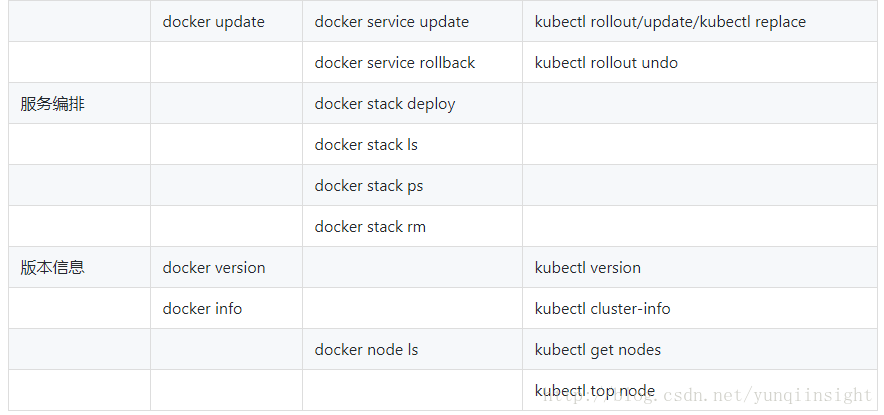 docker update docker service update kubectl rollout/update/kubectl replace
docker service rollback kubectl rollout undo
服务编排 docker stack deploy
docker stack ls
docker stack ps
docker stack rm
版本信息 docker version kubectl version
docker info kubectl cluster-info
docker node ls kubectl get nodes
kubectl top node
http://blog.csdn.net/yunqiinsight